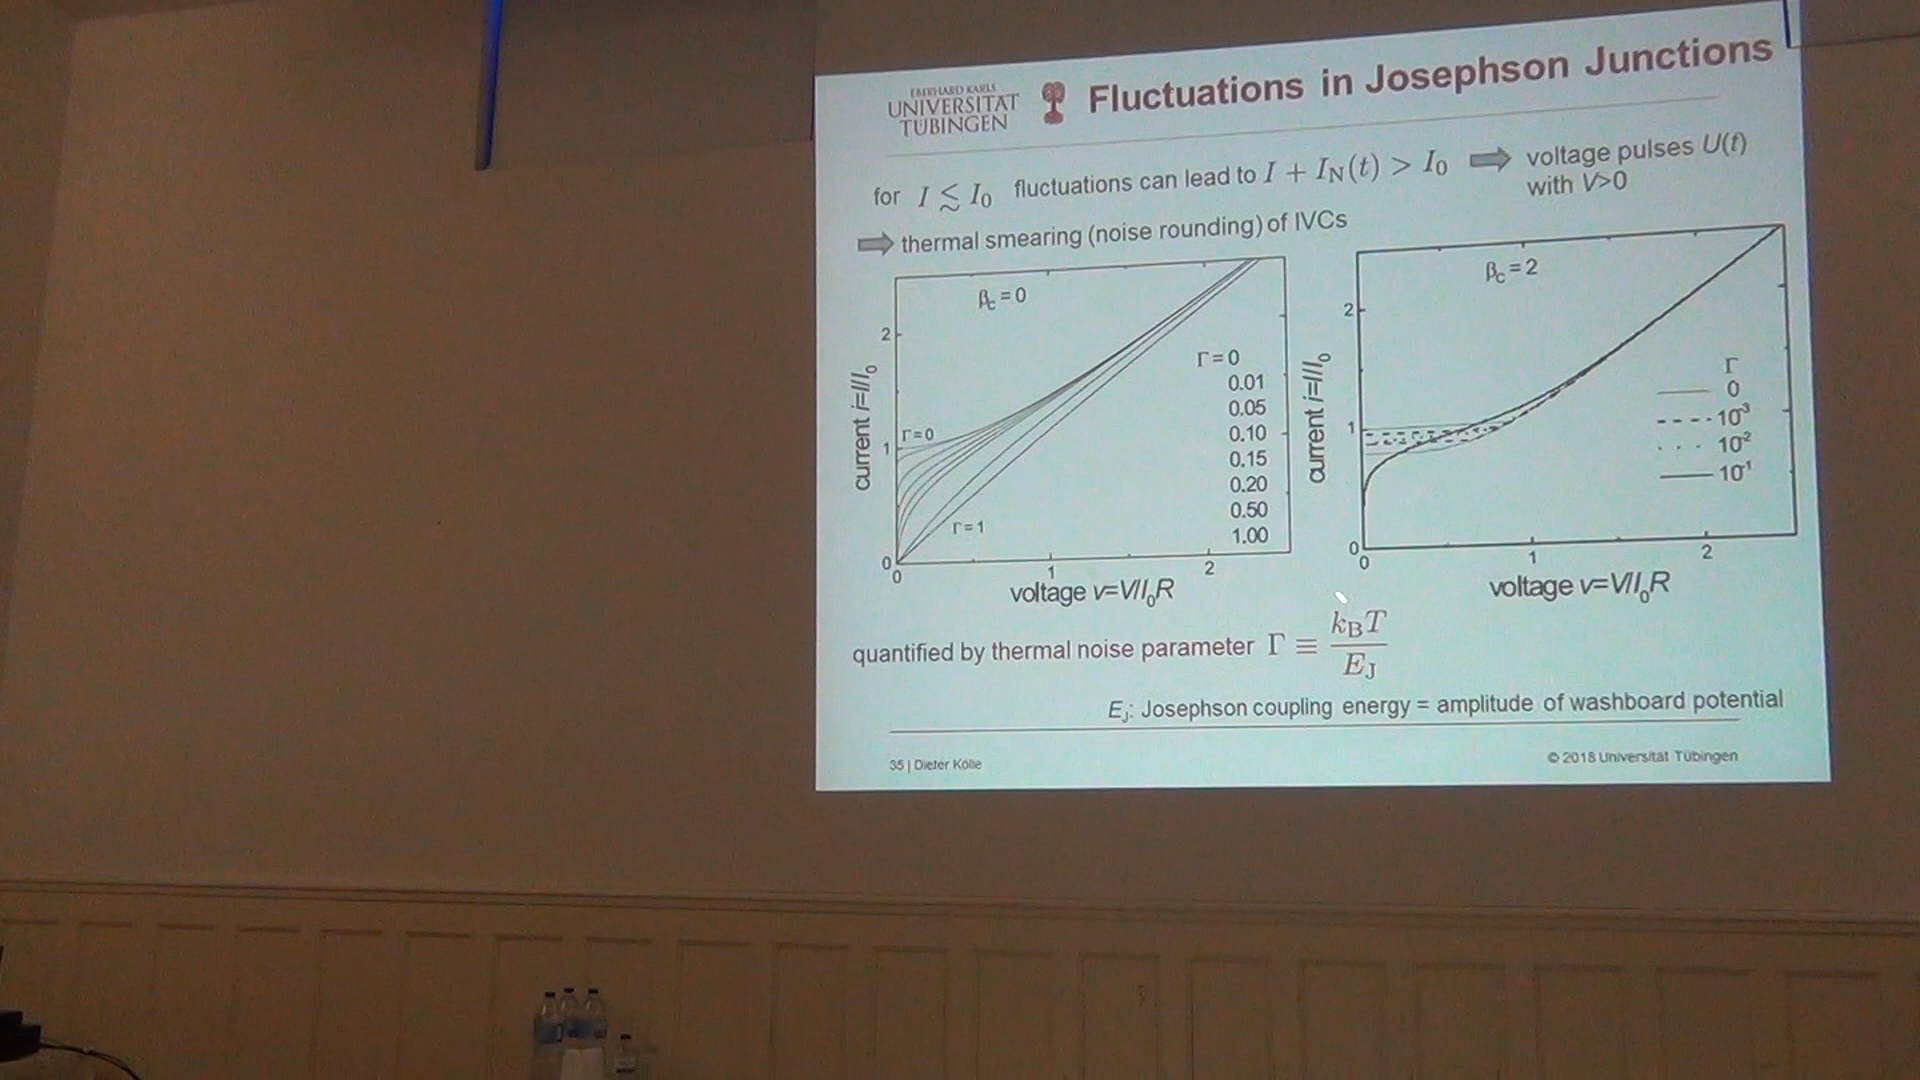 EBERHARD KARLS
UNIVERSITÄT
TÜBINGEN
Fluctuations in Josephson Junctions
for I ≲ I₀ fluctuations can lead to I + I_N(t) > I₀ ⇒ voltage pulses U(t)
with V>0
⇒ thermal smearing (noise rounding) of IVCs
β_C = 0
2
1
0
current i=I/I₀
Γ=0
Γ=1
Γ=0
0.01
0.05
0.10
0.15
0.20
0.50
1.00
0
1
2
voltage v=V/I₀R
β_C = 2
2
1
0
current i=I/I₀
Γ
0
10⁻³
10⁻²
10⁻¹
0
1
2
voltage v=V/I₀R
quantified by thermal noise parameter Γ ≡ k_BT / E_J
E_J: Josephson coupling energy = amplitude of washboard potential
35 | Dieter Kölle
© 2018 Universität Tübingen